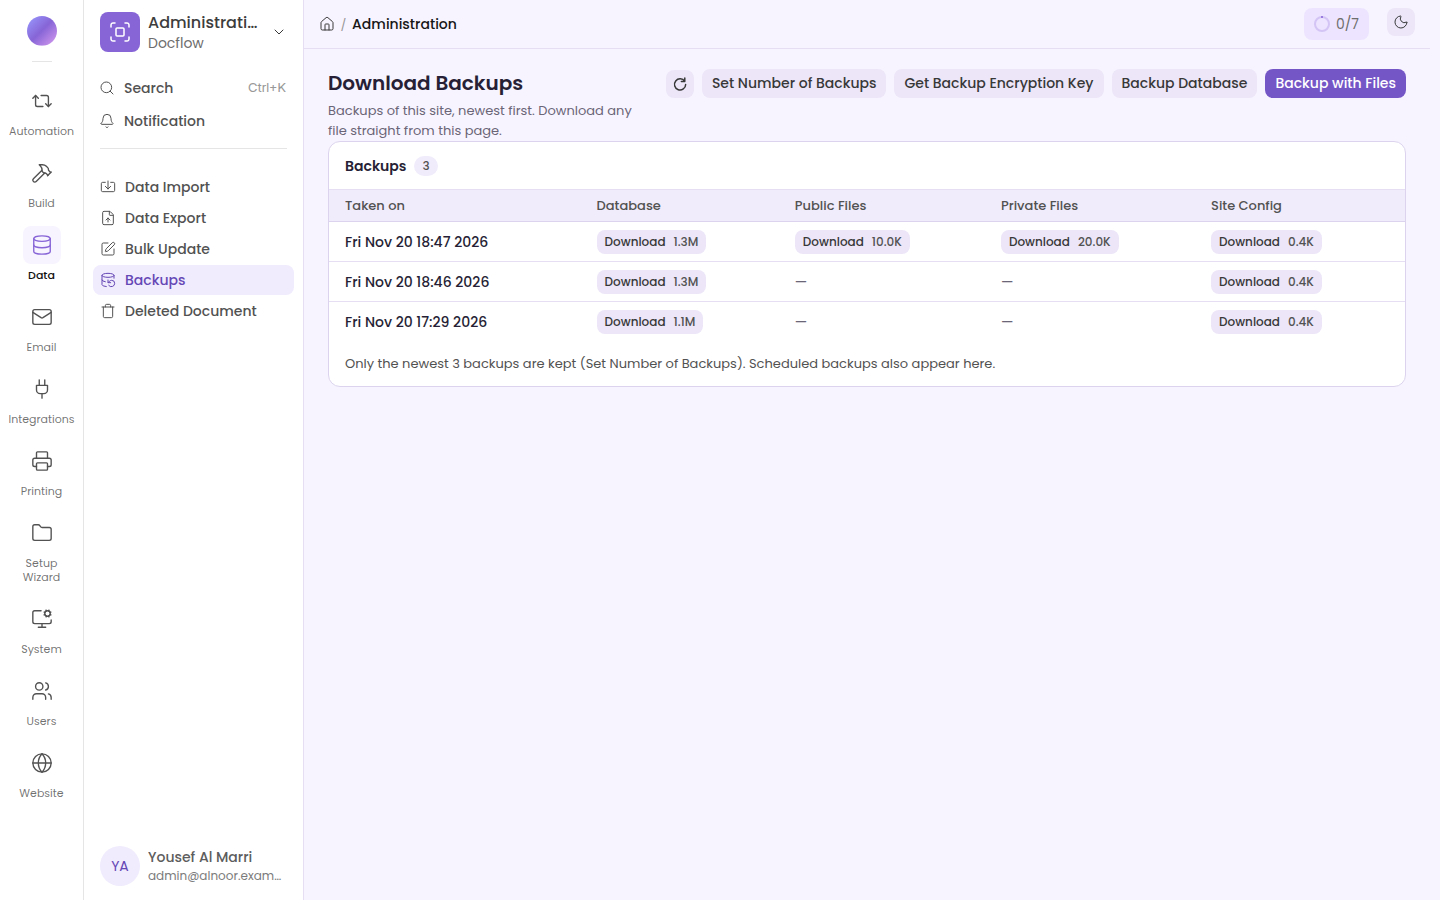 Automation
Build
Data
Email
Integrations
Printing
Setup
Wizard
System
Users
Website
Administrati...
Docflow
Search Ctrl+K
Notification
Data Import
Data Export
Bulk Update
Backups
Deleted Document
YA
Yousef Al Marri
admin@alnoor.exam...
/ Administration
0/7
Download Backups
Backups of this site, newest first. Download any
file straight from this page.
Set Number of Backups Get Backup Encryption Key Backup Database Backup with Files
Backups 3
Taken on Database Public Files Private Files Site Config
Fri Nov 20 18:47 2026 Download 1.3M Download 10.0K Download 20.0K Download 0.4K
Fri Nov 20 18:46 2026 Download 1.3M — — Download 0.4K
Fri Nov 20 17:29 2026 Download 1.1M — — Download 0.4K
Only the newest 3 backups are kept (Set Number of Backups). Scheduled backups also appear here.